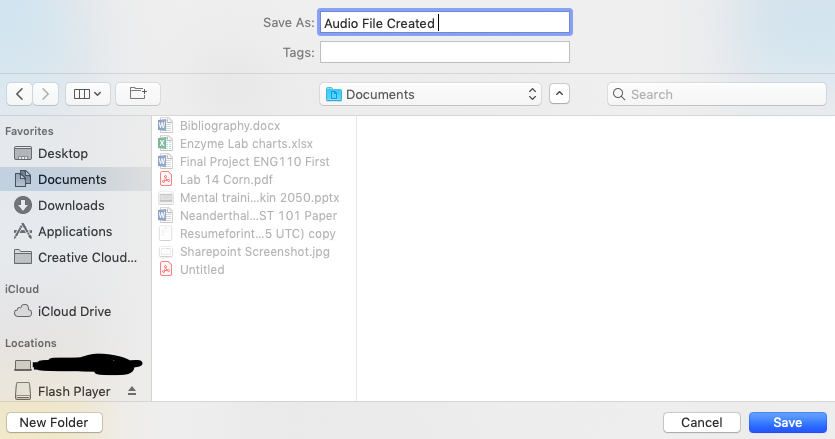 Save As: Audio File Created
Tags:
Documents
Search
Favorites
Desktop
Documents
Downloads
Applications
Creative Cloud...
iCloud
iCloud Drive
Locations
Flash Player
Bibliography.docx
Enzyme Lab charts.xlsx
Final Project ENG110 First
Lab 14 Corn.pdf
Mental traini...kin 2050.pptx
Neanderthal...ST 101 Paper
Resumeforint...5 UTC) copy
Sharepoint Screenshot.jpg
Untitled
New Folder
Cancel
Save